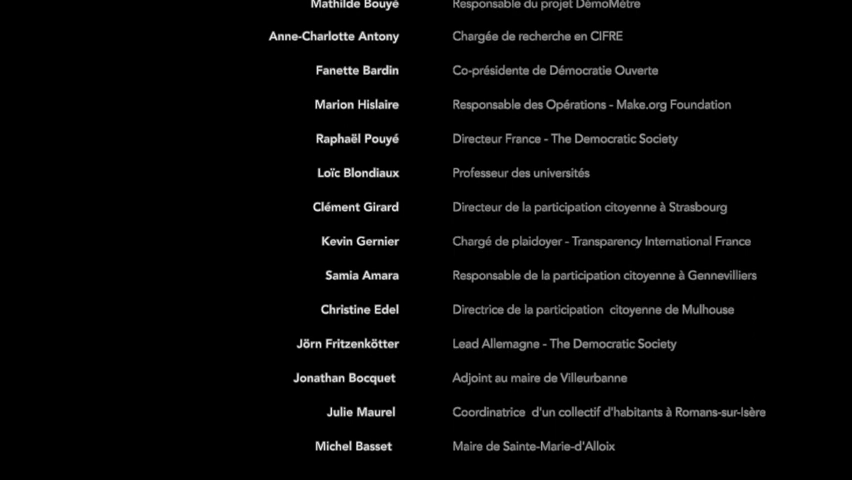 Mathilde Bouyé Responsable du projet DémoMètre
Anne-Charlotte Antony Chargée de recherche en CIFRE
Fanette Bardin Co-présidente de Démocratie Ouverte
Marion Hislaire Responsable des Opérations - Make.org Foundation
Raphaël Pouyé Directeur France - The Democratic Society
Loïc Blondiaux Professeur des universités
Clément Girard Directeur de la participation citoyenne à Strasbourg
Kevin Gernier Chargé de plaidoyer - Transparency International France
Samia Amara Responsable de la participation citoyenne à Gennevilliers
Christine Edel Directrice de la participation citoyenne de Mulhouse
Jörn Fritzenkötter Lead Allemagne - The Democratic Society
Jonathan Bocquet Adjoint au maire de Villeurbanne
Julie Maurel Coordinatrice d'un collectif d'habitants à Romans-sur-Isère
Michel Basset Maire de Sainte-Marie-d'Alloix